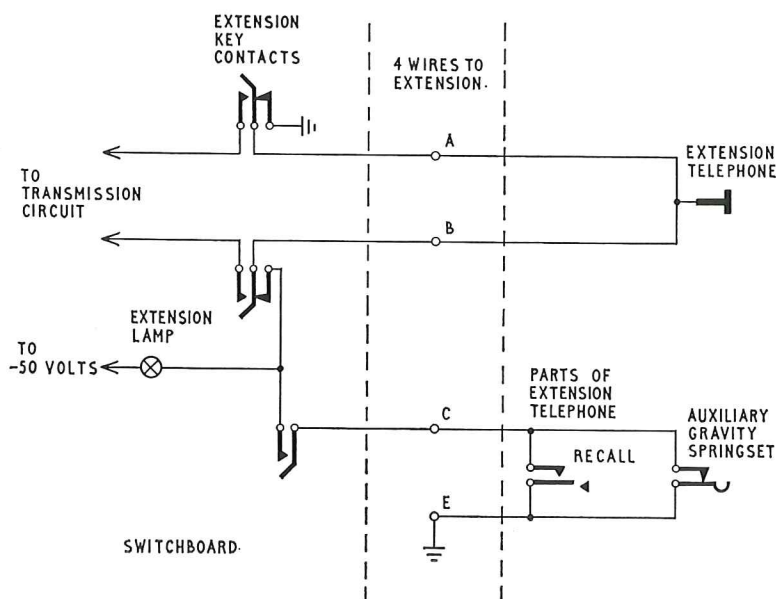 EXTENSION
KEY
CONTACTS
4 WIRES TO
EXTENSION.
A
EXTENSION
TELEPHONE
TO
TRANSMISSION
CIRCUIT
B
EXTENSION
LAMP
TO
-50 VOLTS
PARTS OF
EXTENSION
TELEPHONE
C
AUXILIARY
GRAVITY
SPRINGSET
RECALL
E
SWITCHBOARD.